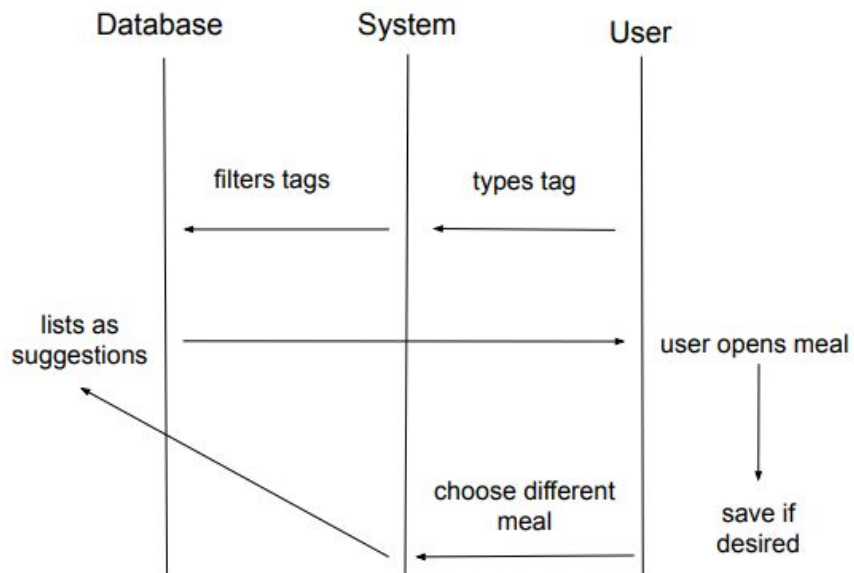 Database
System
User
filters tags
types tag
lists as
suggestions
user opens meal
choose different
meal
save if
desired